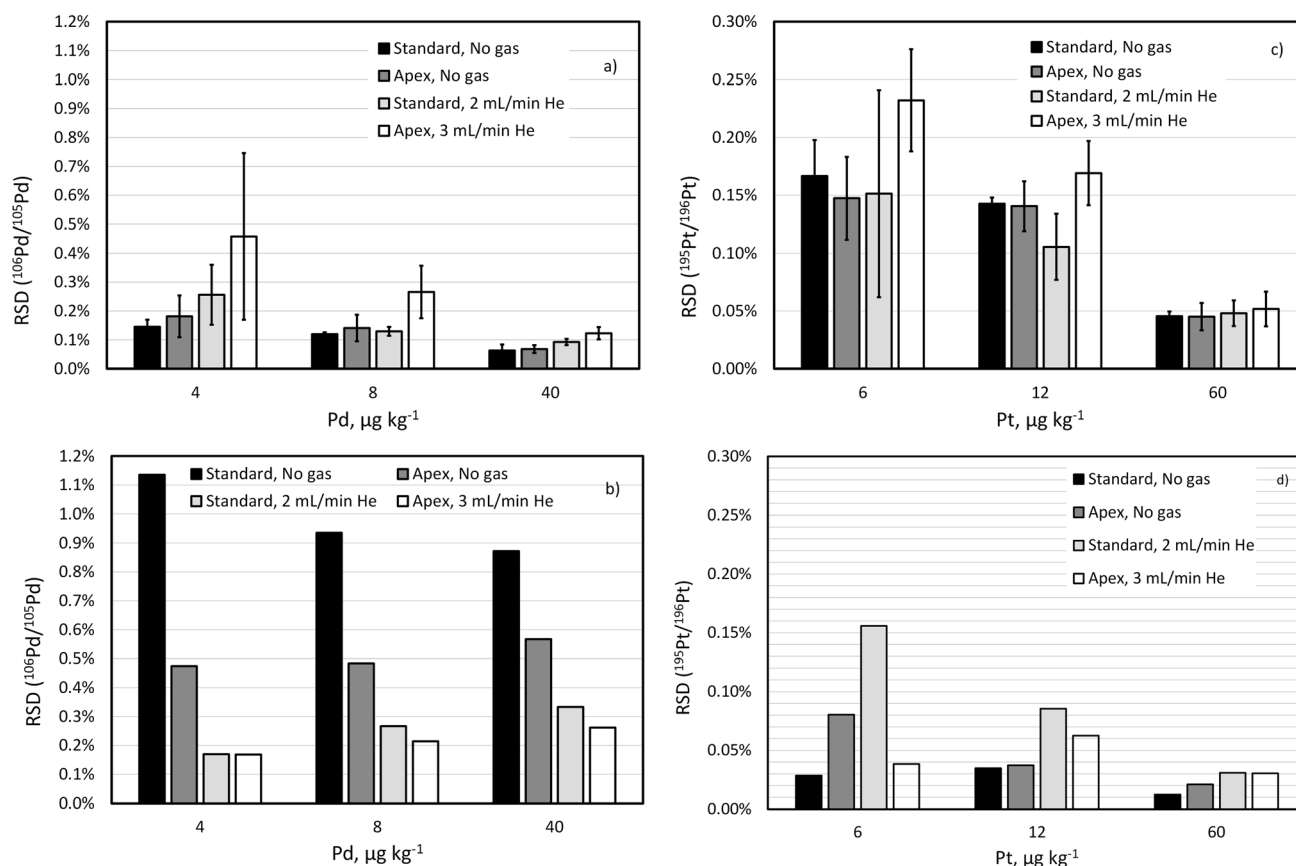 1.2%
1.1%
1.0%
0.9%
0.8%
0.7%
0.6%
0.5%
0.4%
0.3%
0.2%
0.1%
0.0%
RSD (¹⁰⁶Pd/¹⁰⁵Pd)
Standard, No gas
Apex, No gas
Standard, 2 mL/min He
Apex, 3 mL/min He
a)
4 8 40
Pd, µg kg⁻¹
0.30%
0.25%
0.20%
0.15%
0.10%
0.05%
0.00%
RSD (¹⁹⁵Pt/¹⁹⁶Pt)
Standard, No gas
Apex, No gas
Standard, 2 mL/min He
Apex, 3 mL/min He
c)
6 12 60
Pt, µg kg⁻¹
1.2%
1.1%
1.0%
0.9%
0.8%
0.7%
0.6%
0.5%
0.4%
0.3%
0.2%
0.1%
0.0%
RSD (¹⁰⁶Pd/¹⁰⁵Pd)
Standard, No gas Apex, No gas
Standard, 2 mL/min He Apex, 3 mL/min He
b)
4 8 40
Pd, µg kg⁻¹
0.30%
0.25%
0.20%
0.15%
0.10%
0.05%
0.00%
RSD (¹⁹⁵Pt/¹⁹⁶Pt)
Standard, No gas
Apex, No gas
Standard, 2 mL/min He
Apex, 3 mL/min He
d)
6 12 60
Pt, µg kg⁻¹